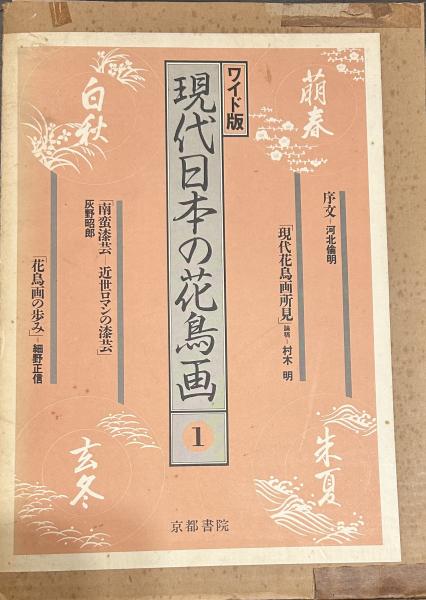 ワイド版
現代日本の花鳥画
1
萌春
白秋
序文-河北倫明
「現代花鳥画所見」論稿-村木 明
「南蛮漆芸-近世ロマンの漆芸」
灰野昭郎
「花鳥画の歩み」-細野正信
朱夏
玄冬
京都書院